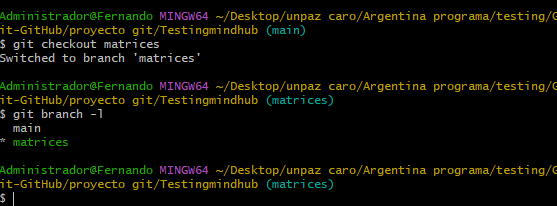 Administrador@Fernando MINGW64 ~/Desktop/unpaz caro/Argentina programa/testing/G
it-GitHub/proyecto git/Testingmindhub (main)
$ git checkout matrices
Switched to branch 'matrices'
Administrador@Fernando MINGW64 ~/Desktop/unpaz caro/Argentina programa/testing/G
it-GitHub/proyecto git/Testingmindhub (matrices)
$ git branch -l
  main
* matrices
Administrador@Fernando MINGW64 ~/Desktop/unpaz caro/Argentina programa/testing/G
it-GitHub/proyecto git/Testingmindhub (matrices)
$